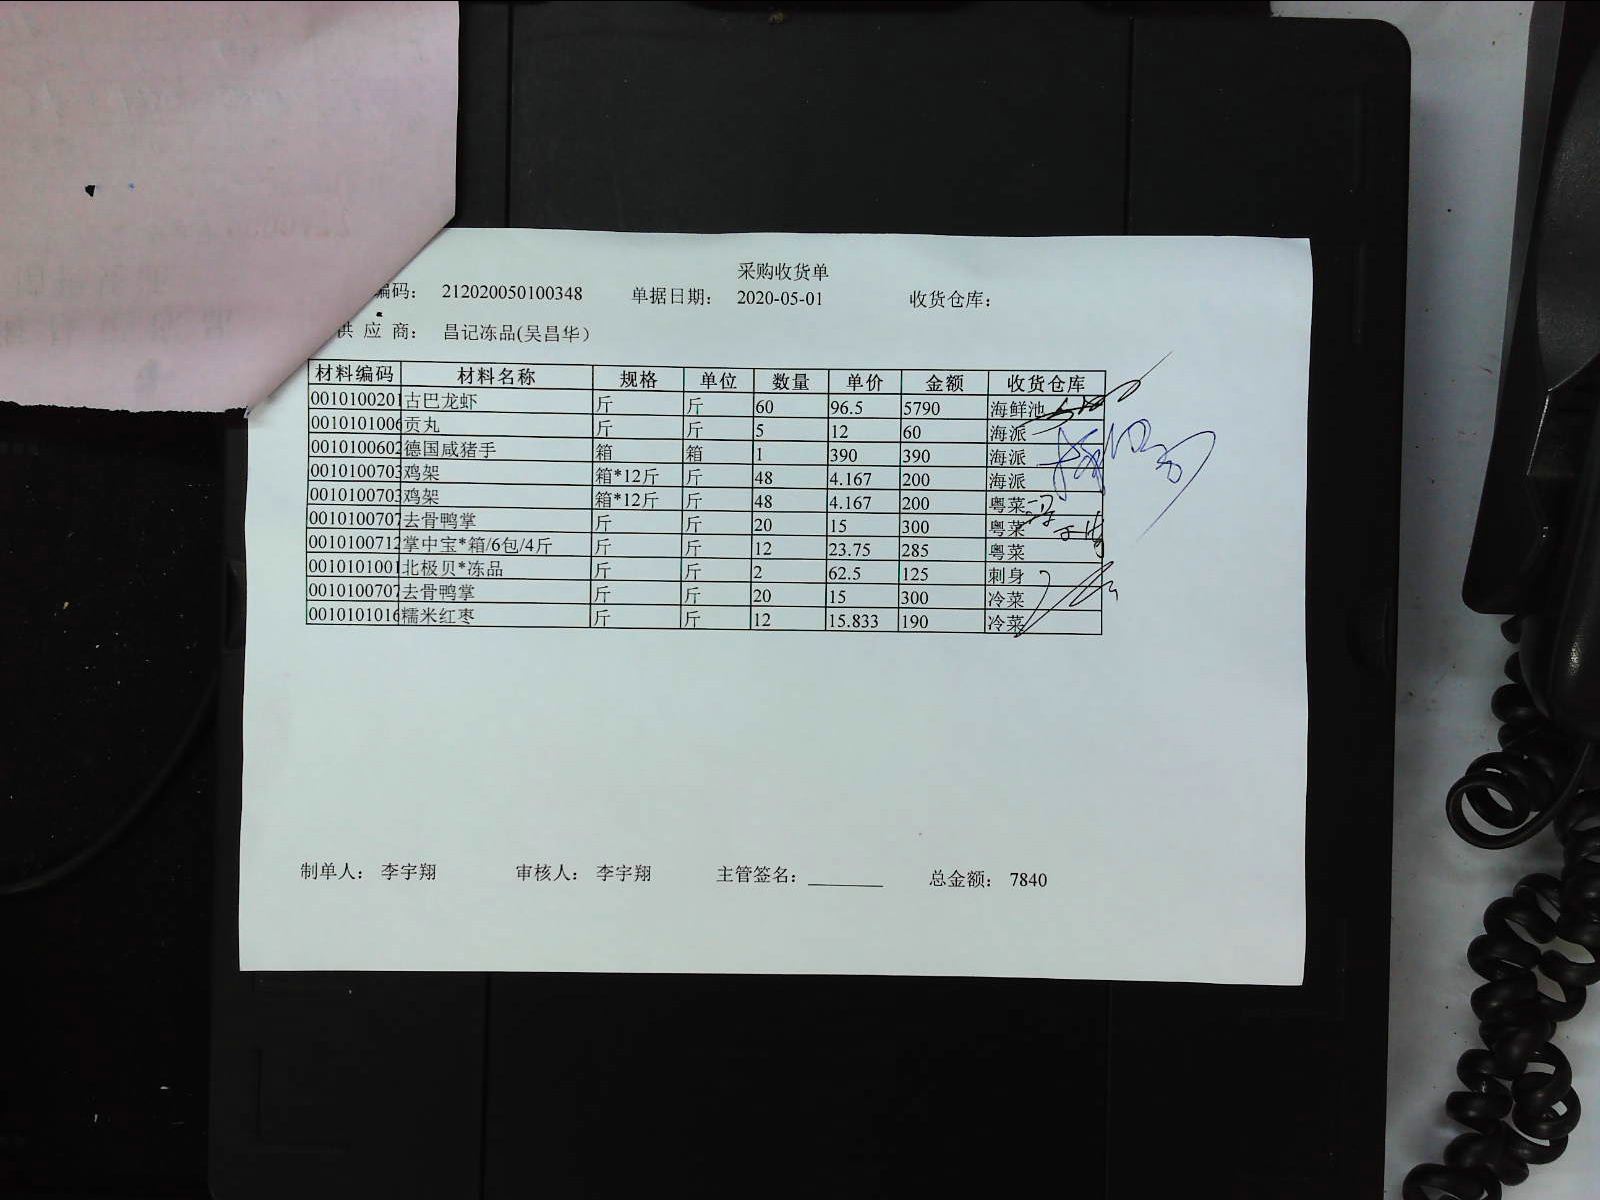 采购收货单
编码： 212020050100348 单据日期： 2020-05-01 收货仓库：
供 应 商： 昌记冻品(吴昌华）
材料编码 材料名称 规格 单位 数量 单价 金额 收货仓库
0010100201 古巴龙虾 斤 斤 60 96.5 5790 海鲜池
0010101006 贡丸 斤 斤 5 12 60 海派
0010100602 德国咸猪手 箱 箱 1 390 390 海派
0010100703 鸡架 箱*12斤 斤 48 4.167 200 海派
0010100703 鸡架 箱*12斤 斤 48 4.167 200 粤菜
0010100707 去骨鸭掌 斤 斤 20 15 300 粤菜
0010100712 掌中宝*箱/6包/4斤 斤 斤 12 23.75 285 粤菜
0010101001 北极贝*冻品 斤 斤 2 62.5 125 刺身
0010100707 去骨鸭掌 斤 斤 20 15 300 冷菜
0010101016 糯米红枣 斤 斤 12 15.833 190 冷菜
制单人： 李宇翔 审核人： 李宇翔 主管签名： 总金额： 7840